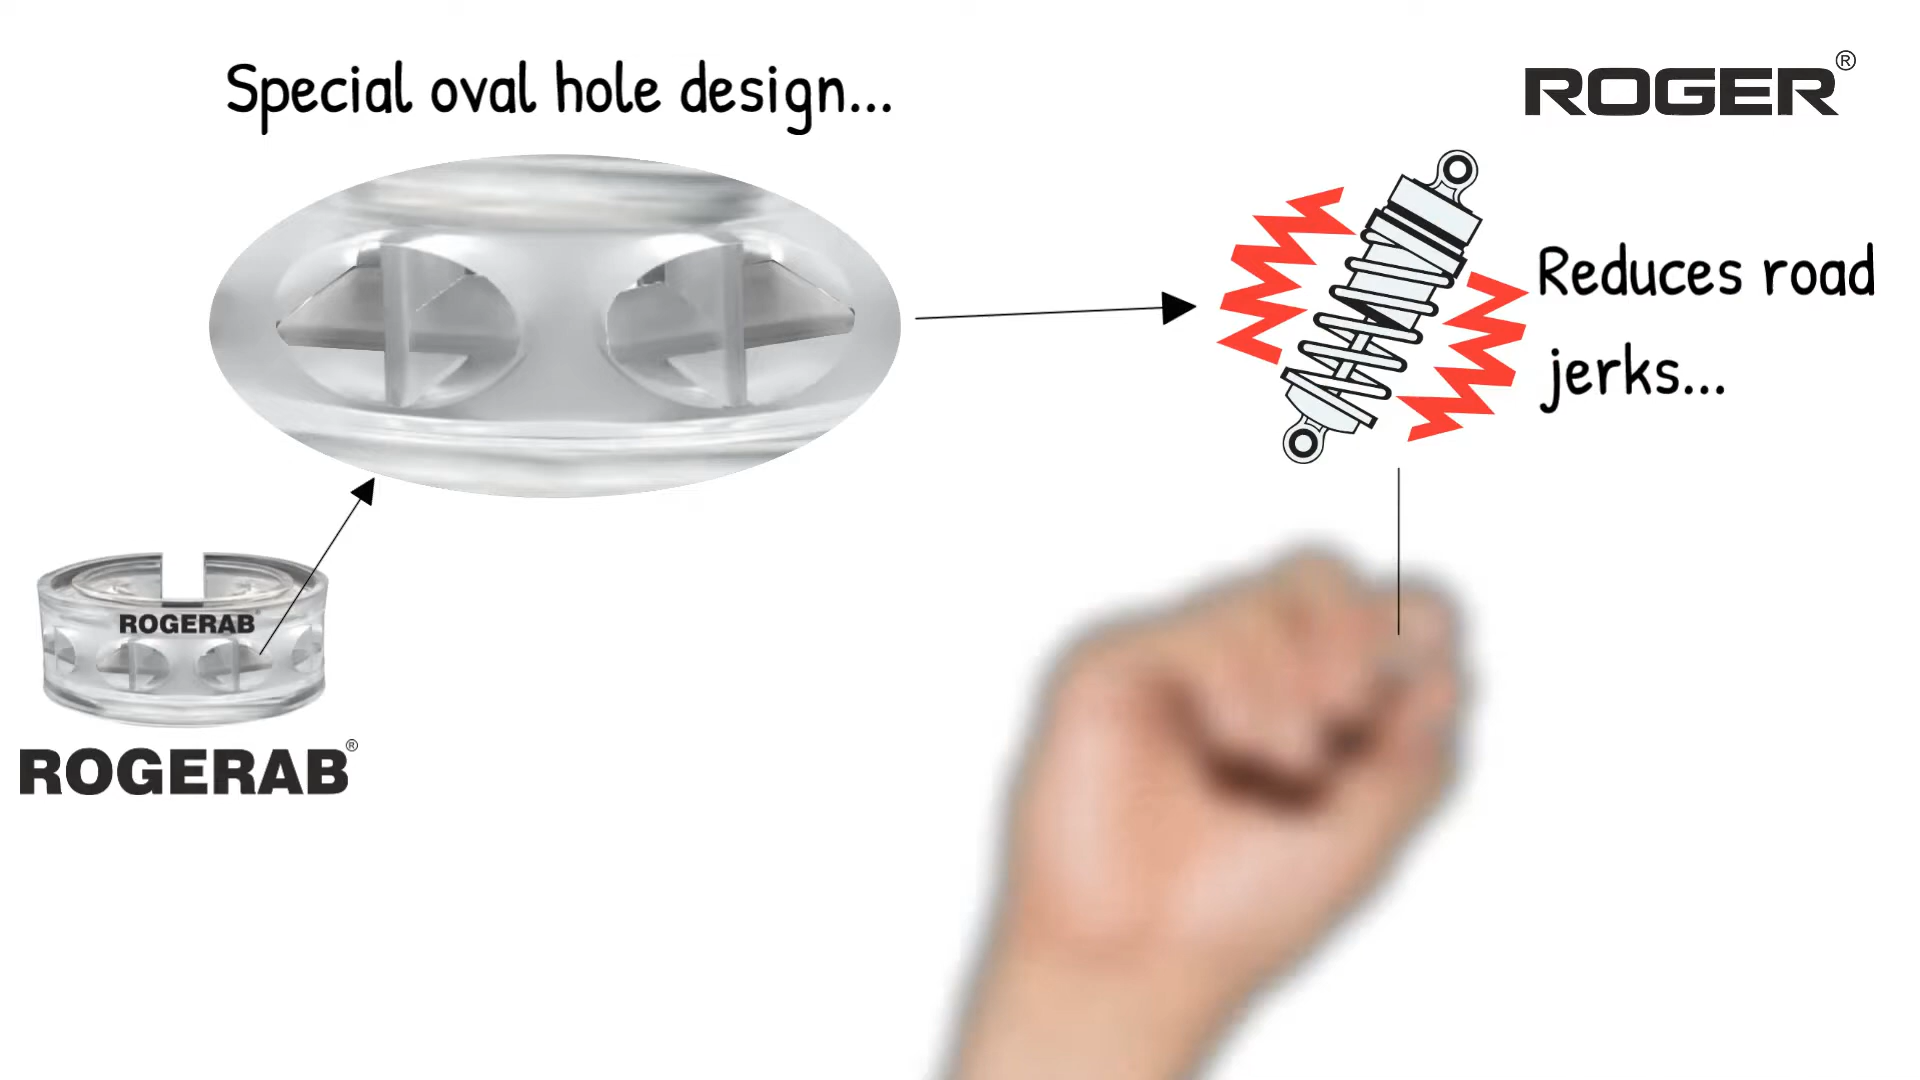 Special oval hole design...
ROGER®
Reduces road
jerks...
ROGERAB®
ROGERAB®